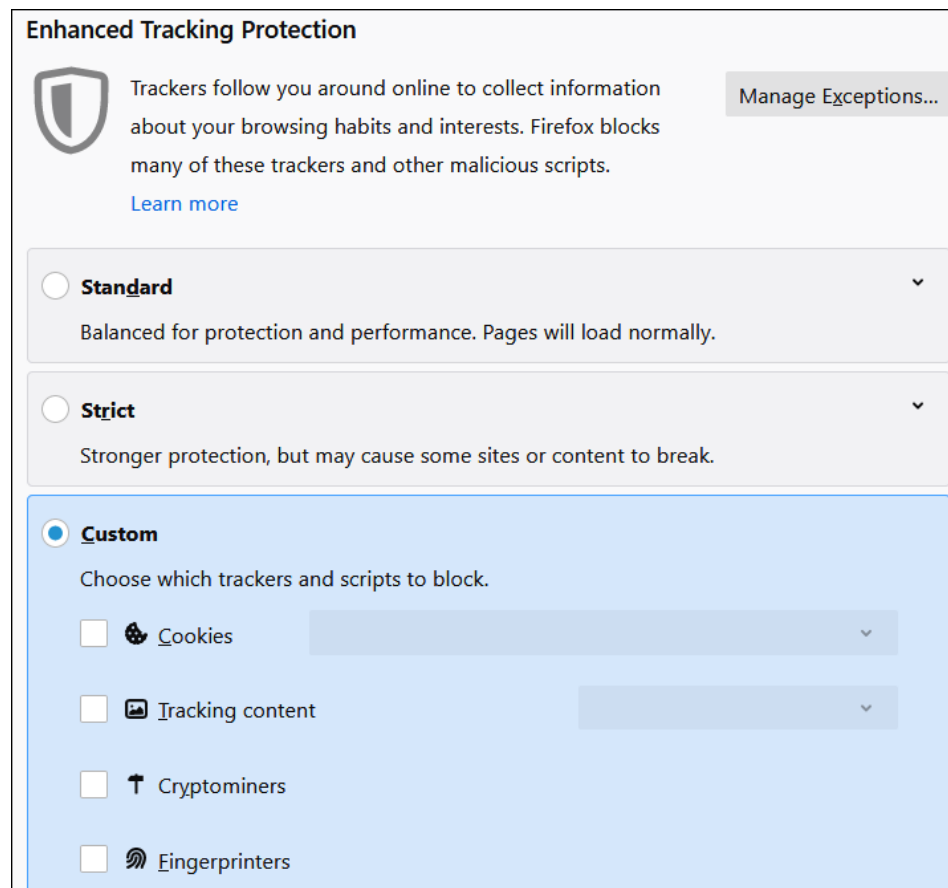 Enhanced Tracking Protection
Trackers follow you around online to collect information
about your browsing habits and interests. Firefox blocks
many of these trackers and other malicious scripts.
Learn more
Manage Exceptions...
Standard
Balanced for protection and performance. Pages will load normally.
Strict
Stronger protection, but may cause some sites or content to break.
Custom
Choose which trackers and scripts to block.
Cookies
Tracking content
Cryptominers
Fingerprinters